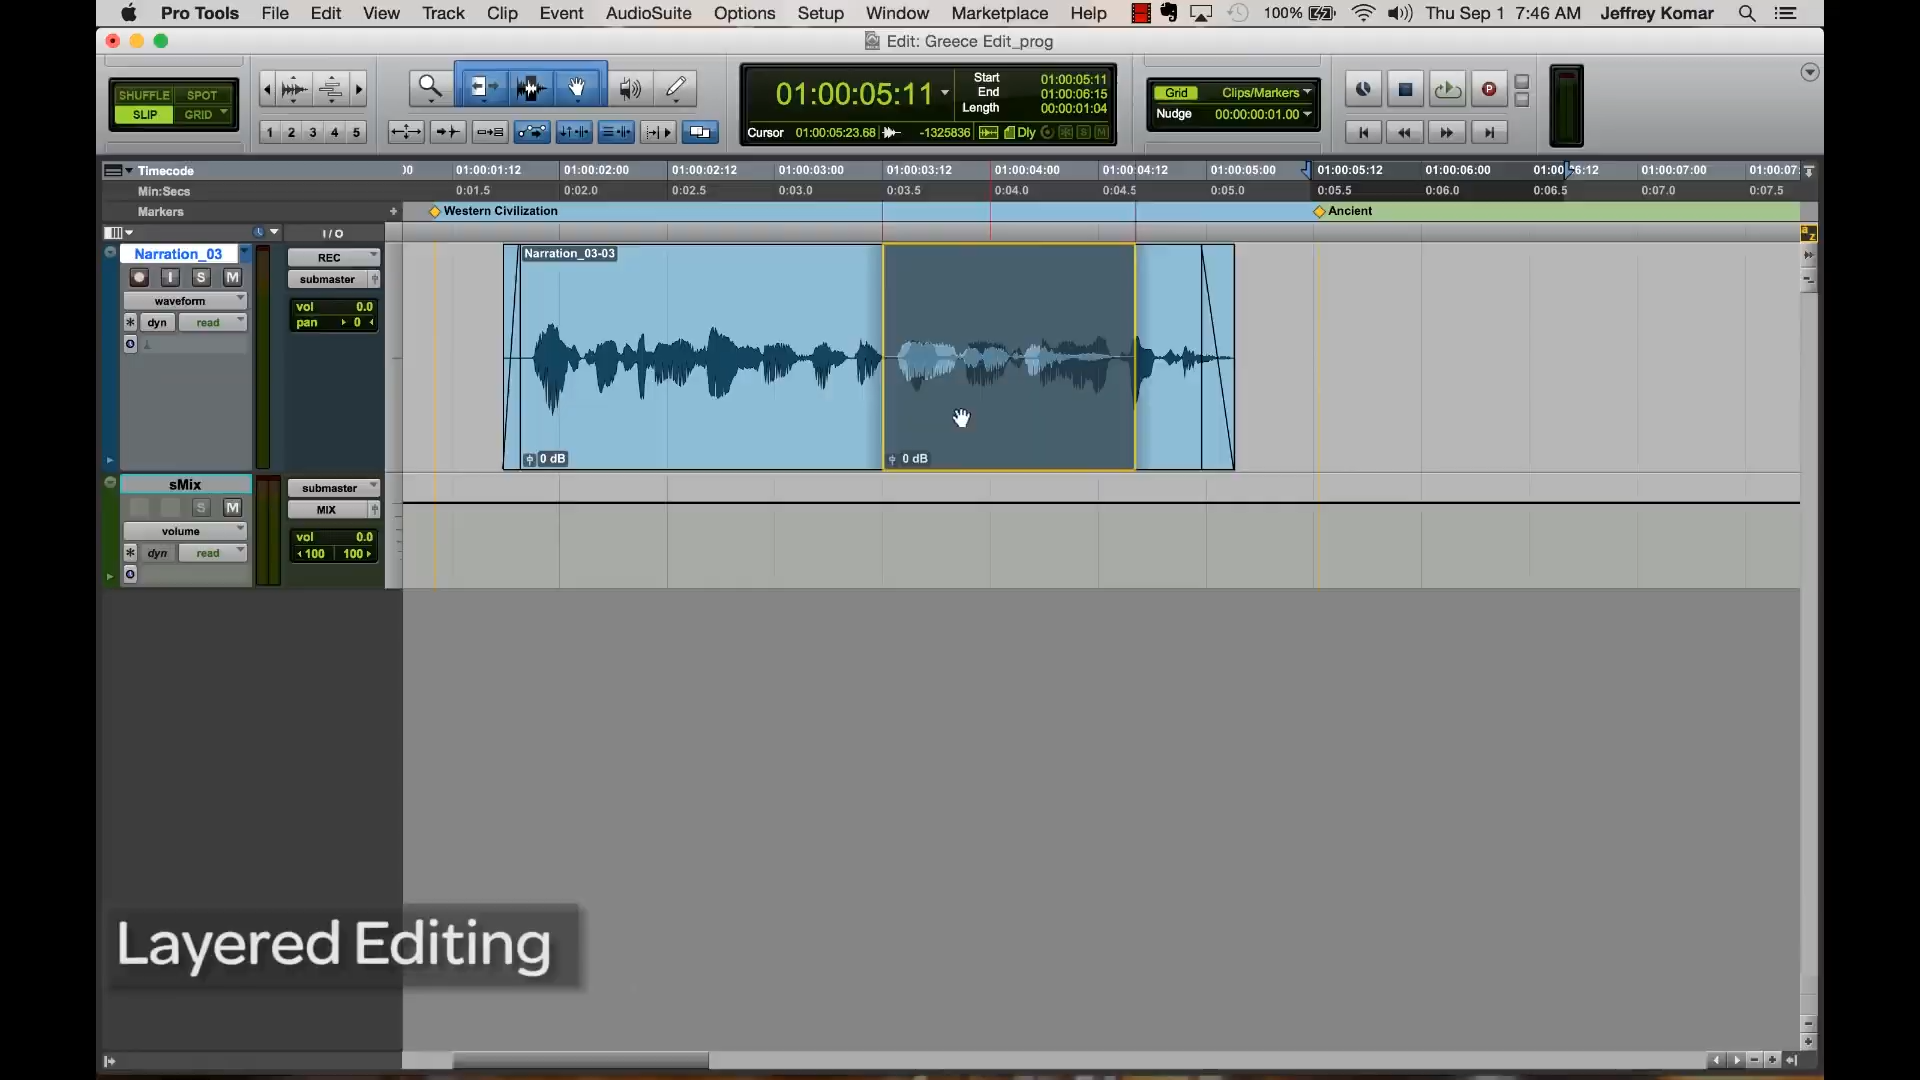 Pro Tools File Edit View Track Clip Event AudioSuite Options Setup Window Marketplace Help 100% Thu Sep 1 7:46 AM Jeffrey Komar
Edit: Greece Edit_prog
SHUFFLE SPOT
SLIP GRID
1 2 3 4 5
01:00:05:11
Start 01:00:05:11
End 01:00:06:15
Length 00:00:01:04
Cursor 01:00:05:23.68 -1325836 Dly S M
Grid Clips/Markers
Nudge 00:00:00:01.00
P
Timecode 00 01:00:01:12 01:00:02:00 01:00:02:12 01:00:03:00 01:00:03:12 01:00:04:00 01:00:04:12 01:00:05:00 01:00:05:12 01:00:06:00 01:00:06:12 01:00:07:00 01:00:07:
Min:Secs 0:01.5 0:02.0 0:02.5 0:03.0 0:03.5 0:04.0 0:04.5 0:05.0 0:05.5 0:06.0 0:06.5 0:07.0 0:07.5
Markers + Western Civilization Ancient
I/O
a z
Narration_03 REC Narration_03-03
I S M submaster
waveform
vol 0.0
* dyn read pan 0
0 dB 0 dB
sMix submaster
S M MIX
volume
vol 0.0
* dyn read 100 100
Layered Editing